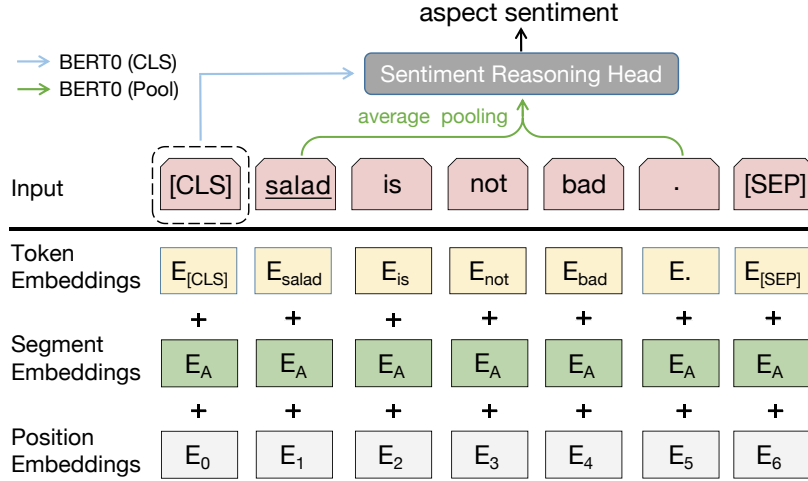 aspect sentiment
BERT0 (CLS)
BERT0 (Pool)
Sentiment Reasoning Head
average pooling
Input [CLS] salad is not bad . [SEP]
Token Embeddings E[CLS] Esalad Eis Enot Ebad E. E[SEP]
+ + + + + + +
Segment Embeddings EA EA EA EA EA EA EA
+ + + + + + +
Position Embeddings E0 E1 E2 E3 E4 E5 E6